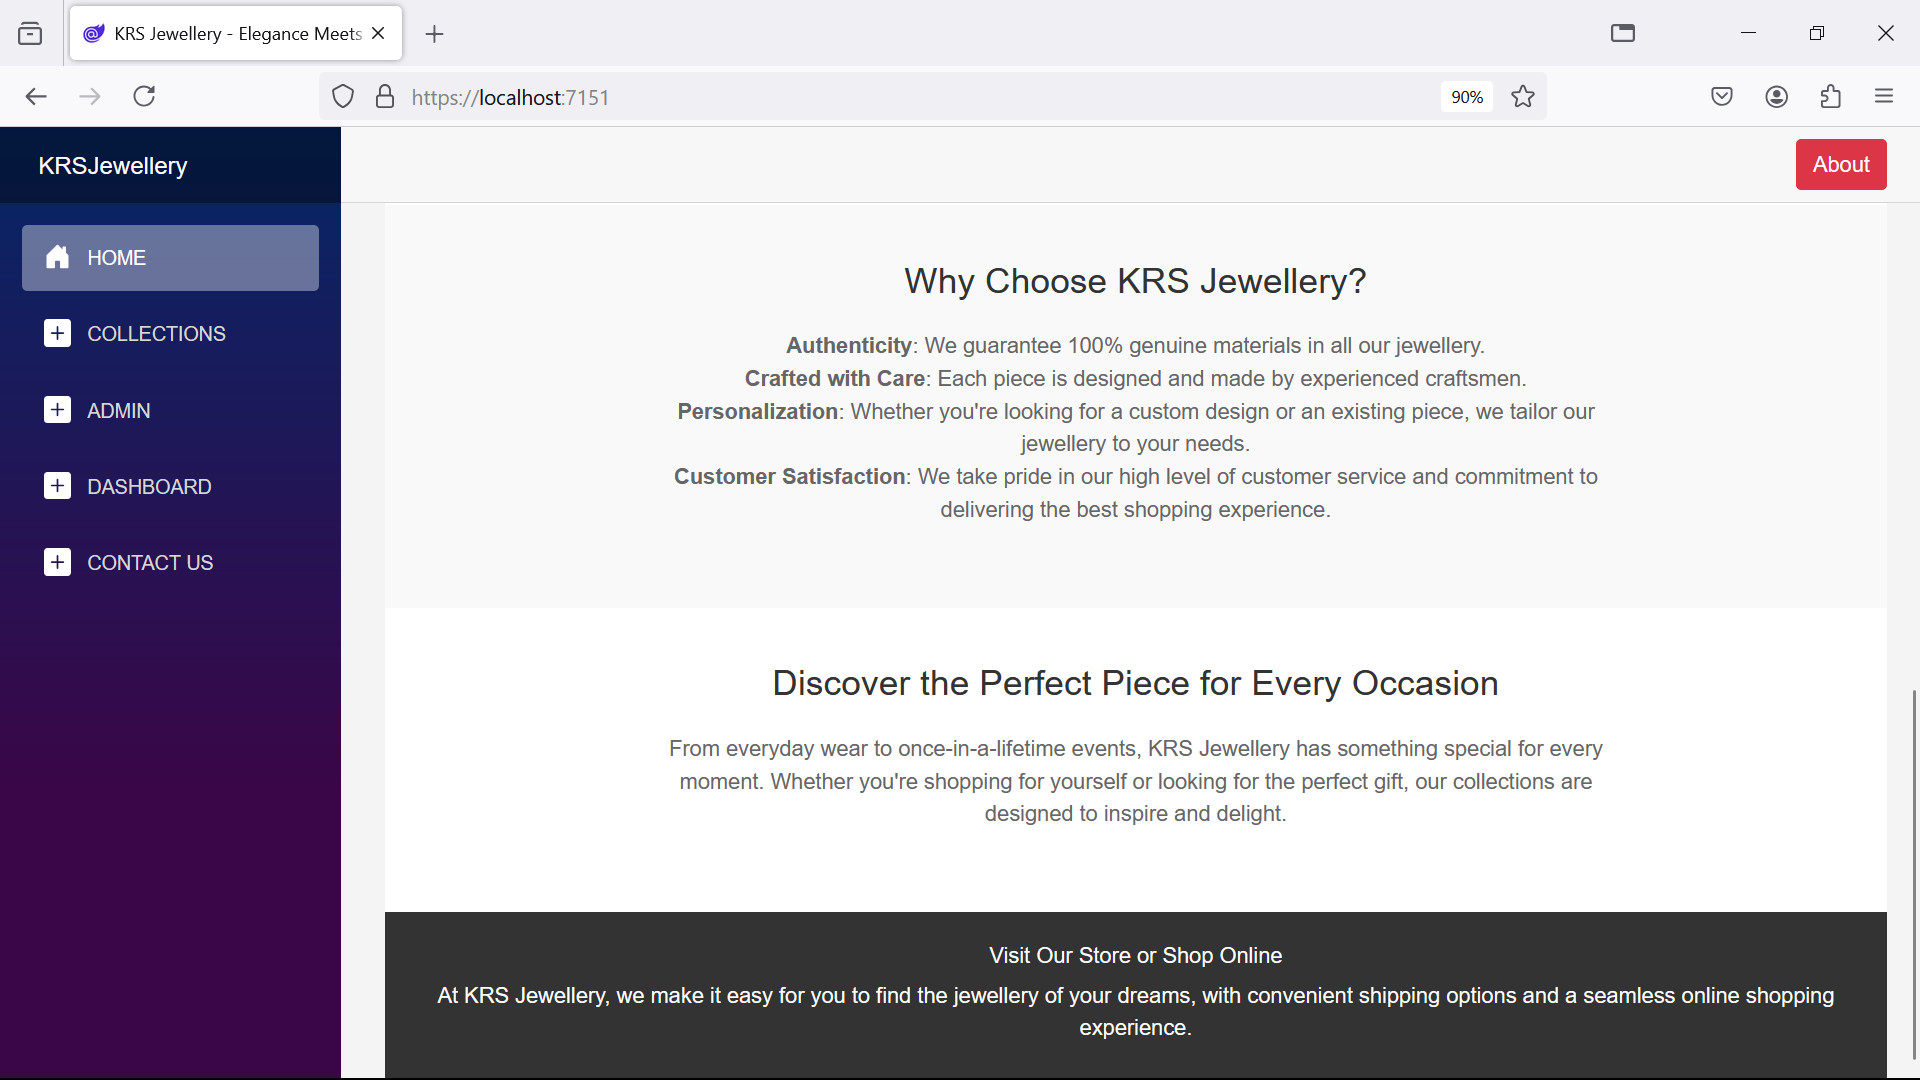 KRS Jewellery - Elegance Meets
https://localhost:7151
90%
KRSJewellery
About
HOME
COLLECTIONS
ADMIN
DASHBOARD
CONTACT US
Why Choose KRS Jewellery?
Authenticity: We guarantee 100% genuine materials in all our jewellery.
Crafted with Care: Each piece is designed and made by experienced craftsmen.
Personalization: Whether you're looking for a custom design or an existing piece, we tailor our
jewellery to your needs.
Customer Satisfaction: We take pride in our high level of customer service and commitment to
delivering the best shopping experience.
Discover the Perfect Piece for Every Occasion
From everyday wear to once-in-a-lifetime events, KRS Jewellery has something special for every
moment. Whether you're shopping for yourself or looking for the perfect gift, our collections are
designed to inspire and delight.
Visit Our Store or Shop Online
At KRS Jewellery, we make it easy for you to find the jewellery of your dreams, with convenient shipping options and a seamless online shopping
experience.